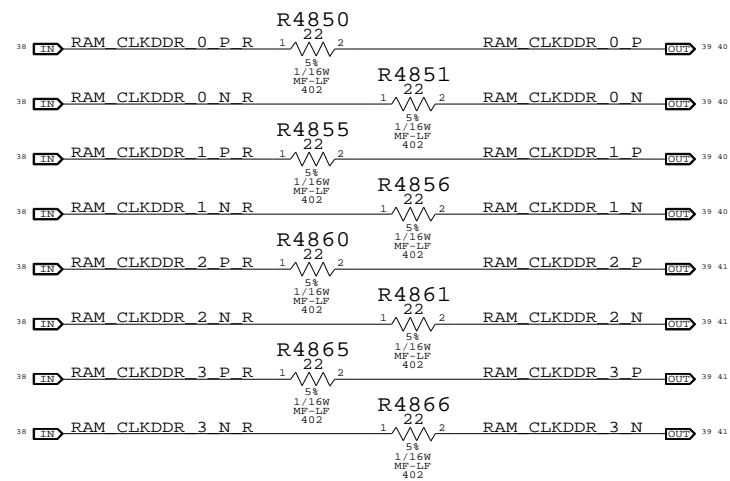 R4850
38 IN RAM_CLKDDR_0_P_R 1 22 2 RAM_CLKDDR_0_P OUT 39 40
5%
1/16W
MF-LF
402
R4851
38 IN RAM_CLKDDR_0_N_R 1 22 2 RAM_CLKDDR_0_N OUT 39 40
5%
1/16W
MF-LF
402
R4855
38 IN RAM_CLKDDR_1_P_R 1 22 2 RAM_CLKDDR_1_P OUT 39 40
5%
1/16W
MF-LF
402
R4856
38 IN RAM_CLKDDR_1_N_R 1 22 2 RAM_CLKDDR_1_N OUT 39 40
5%
1/16W
MF-LF
402
R4860
38 IN RAM_CLKDDR_2_P_R 1 22 2 RAM_CLKDDR_2_P OUT 39 41
5%
1/16W
MF-LF
402
R4861
38 IN RAM_CLKDDR_2_N_R 1 22 2 RAM_CLKDDR_2_N OUT 39 41
5%
1/16W
MF-LF
402
R4865
38 IN RAM_CLKDDR_3_P_R 1 22 2 RAM_CLKDDR_3_P OUT 39 41
5%
1/16W
MF-LF
402
R4866
38 IN RAM_CLKDDR_3_N_R 1 22 2 RAM_CLKDDR_3_N OUT 39 41
5%
1/16W
MF-LF
402